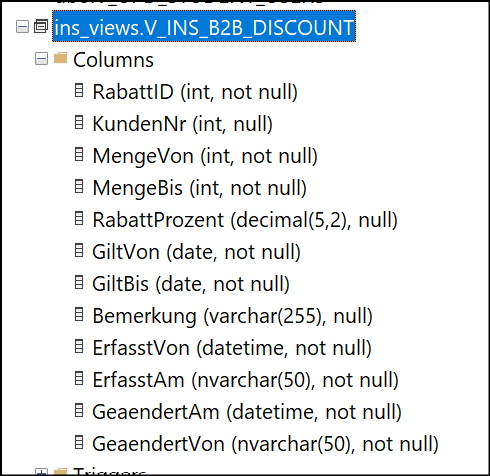 ins_views.V_INS_B2B_DISCOUNT
Columns
RabattID (int, not null)
KundenNr (int, null)
MengeVon (int, not null)
MengeBis (int, not null)
RabattProzent (decimal(5,2), null)
GiltVon (date, not null)
GiltBis (date, not null)
Bemerkung (varchar(255), null)
ErfasstVon (datetime, not null)
ErfasstAm (nvarchar(50), not null)
GeaendertAm (datetime, not null)
GeaendertVon (nvarchar(50), not null)
Triggers